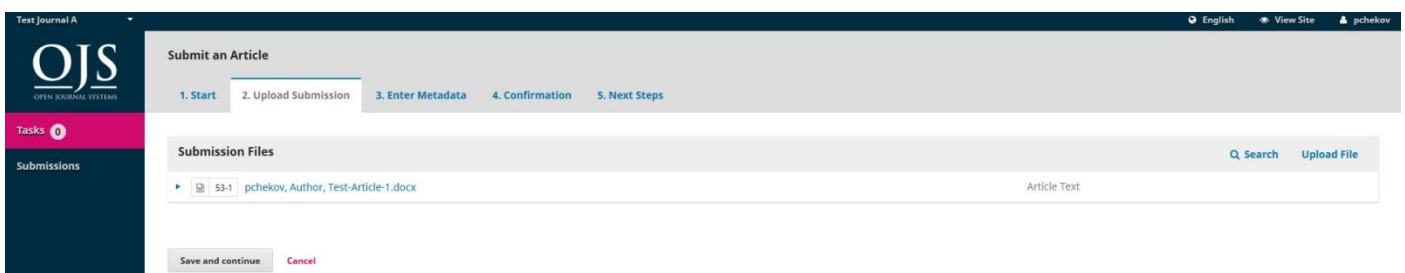 Test Journal A
English View Site pchekov
OJS
OPEN JOURNAL SYSTEMS
Tasks 0
Submissions
Submit an Article
1. Start 2. Upload Submission 3. Enter Metadata 4. Confirmation 5. Next Steps
Submission Files
Search Upload File
53-1 pchekov, Author, Test-Article-1.docx Article Text
Save and continue Cancel